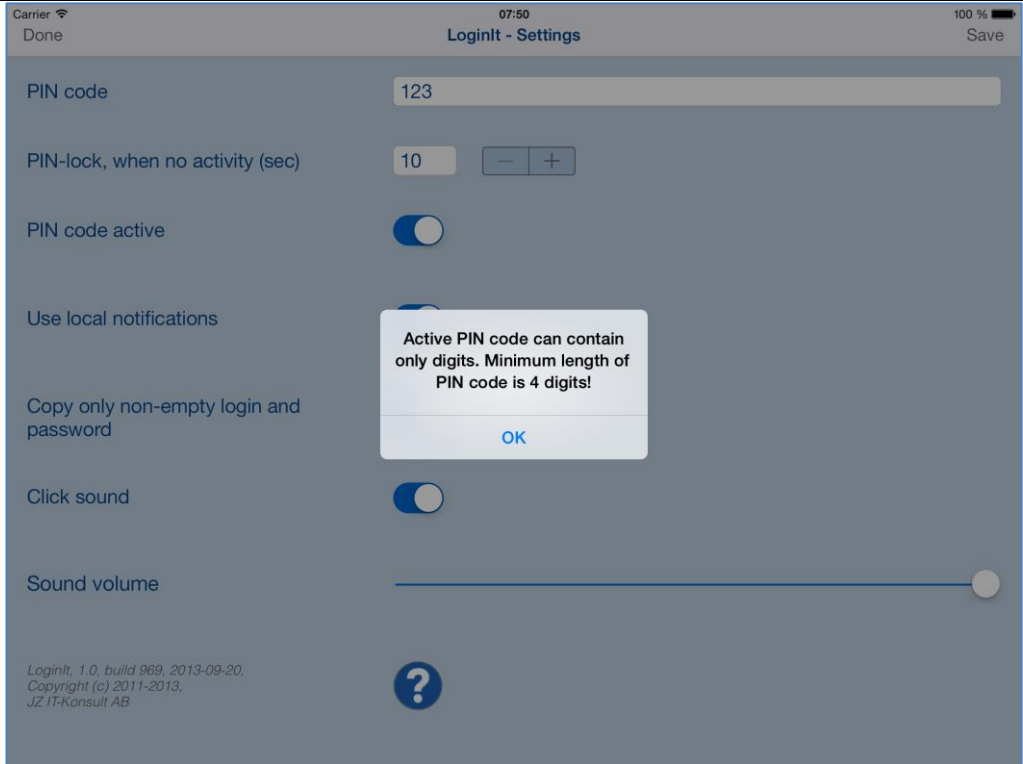 Carrier 07:50 100 %
Done LoginIt - Settings Save
PIN code 123
PIN-lock, when no activity (sec) 10 − +
PIN code active
Use local notifications
Active PIN code can contain
only digits. Minimum length of
PIN code is 4 digits!
OK
Copy only non-empty login and
password
Click sound
Sound volume
LoginIt, 1.0, build 969, 2013-09-20,
Copyright (c) 2011-2013,
JZ IT-Konsult AB
?